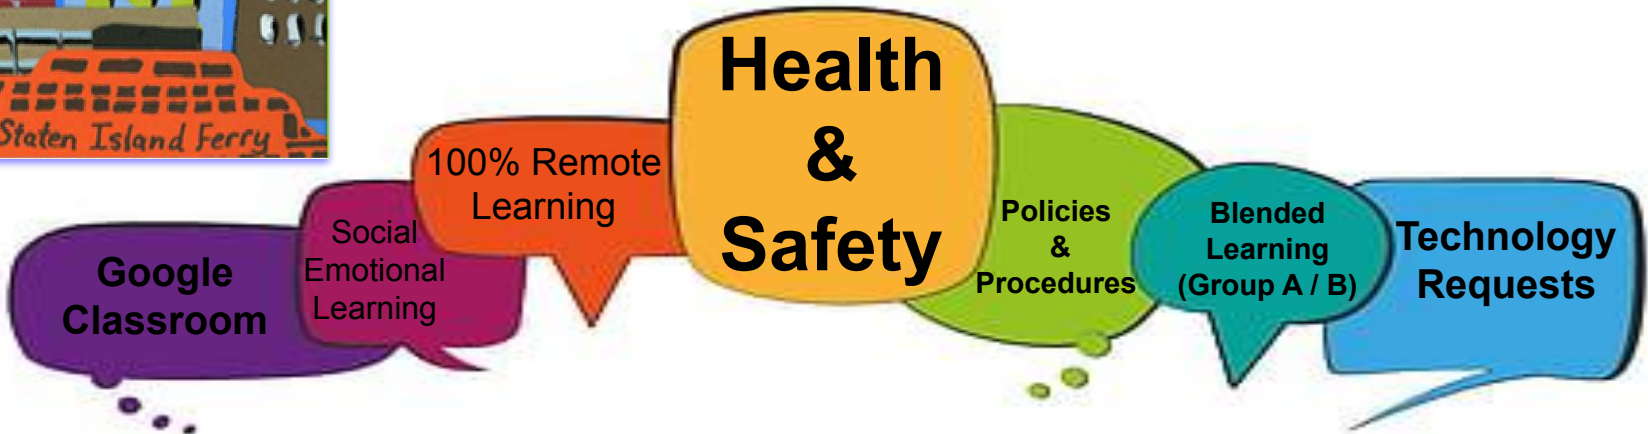 Staten Island Ferry
Google
Classroom
Social
Emotional
Learning
100% Remote
Learning
Health
&
Safety
Policies
&
Procedures
Blended
Learning
(Group A / B)
Technology
Requests